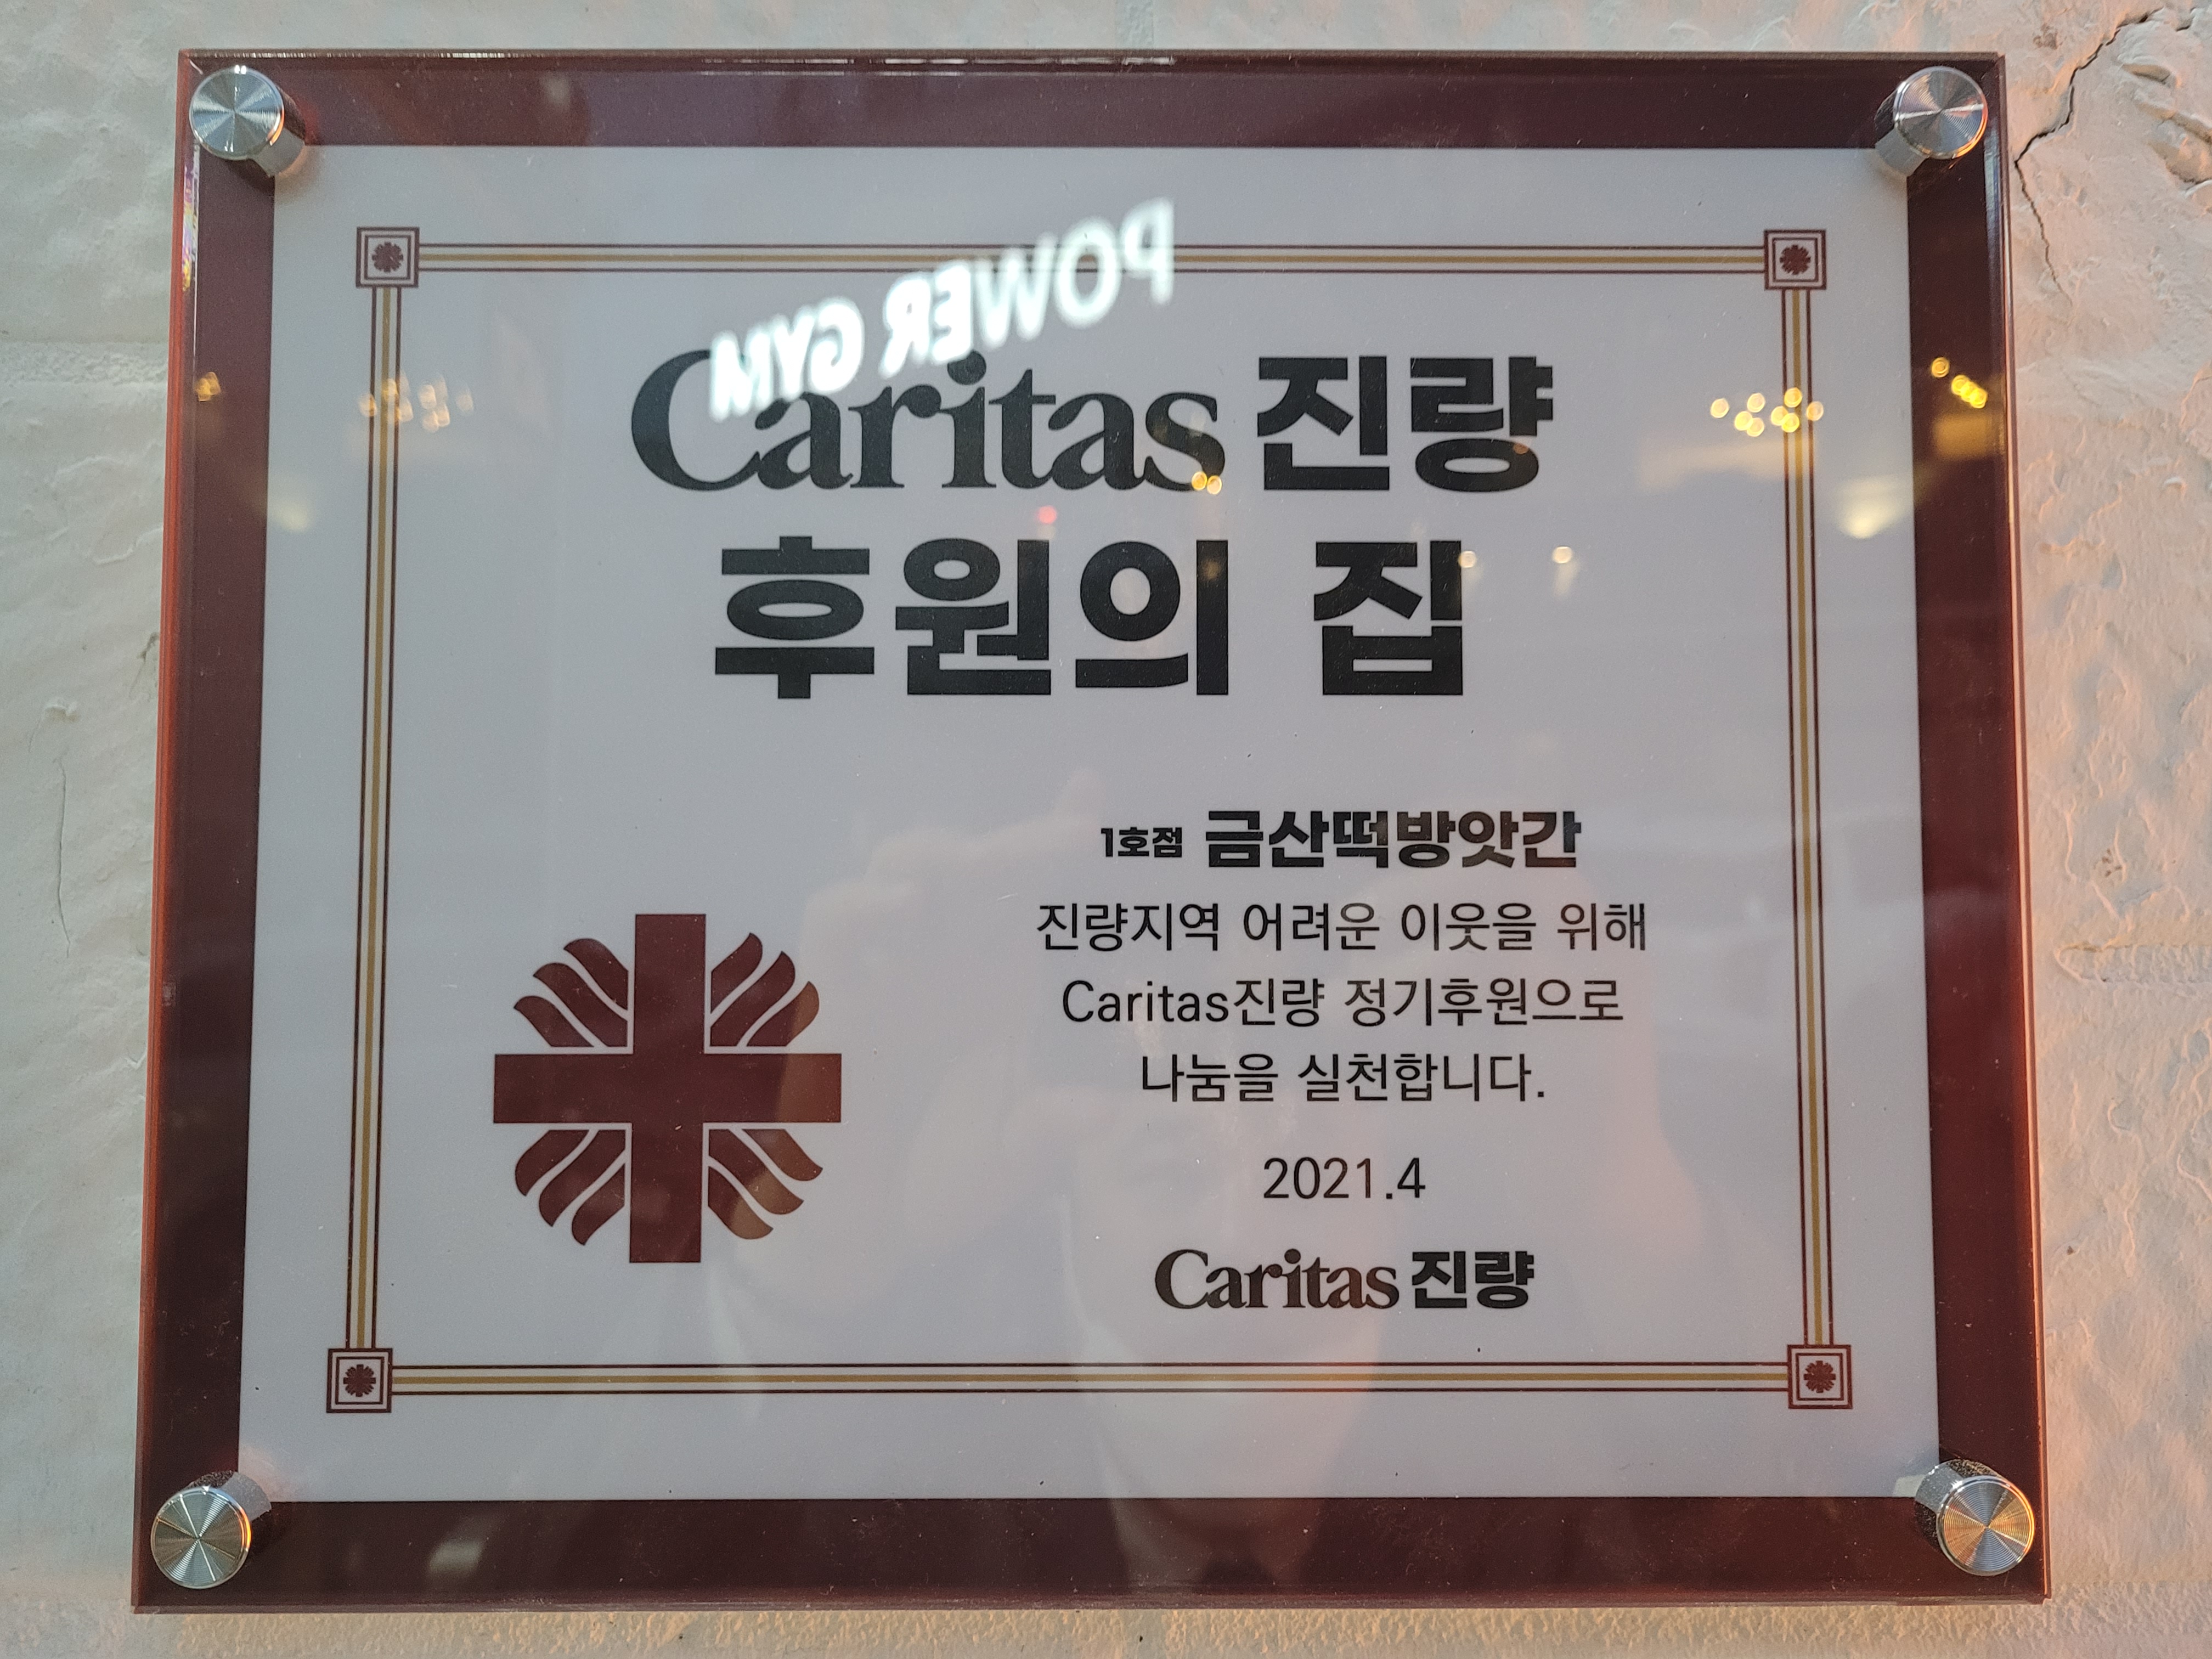 POWER GYM
Caritas 진량
후원의 집
1호점 금산떡방앗간
진량지역 어려운 이웃을 위해
Caritas진량 정기후원으로
나눔을 실천합니다.
2021.4
Caritas 진량